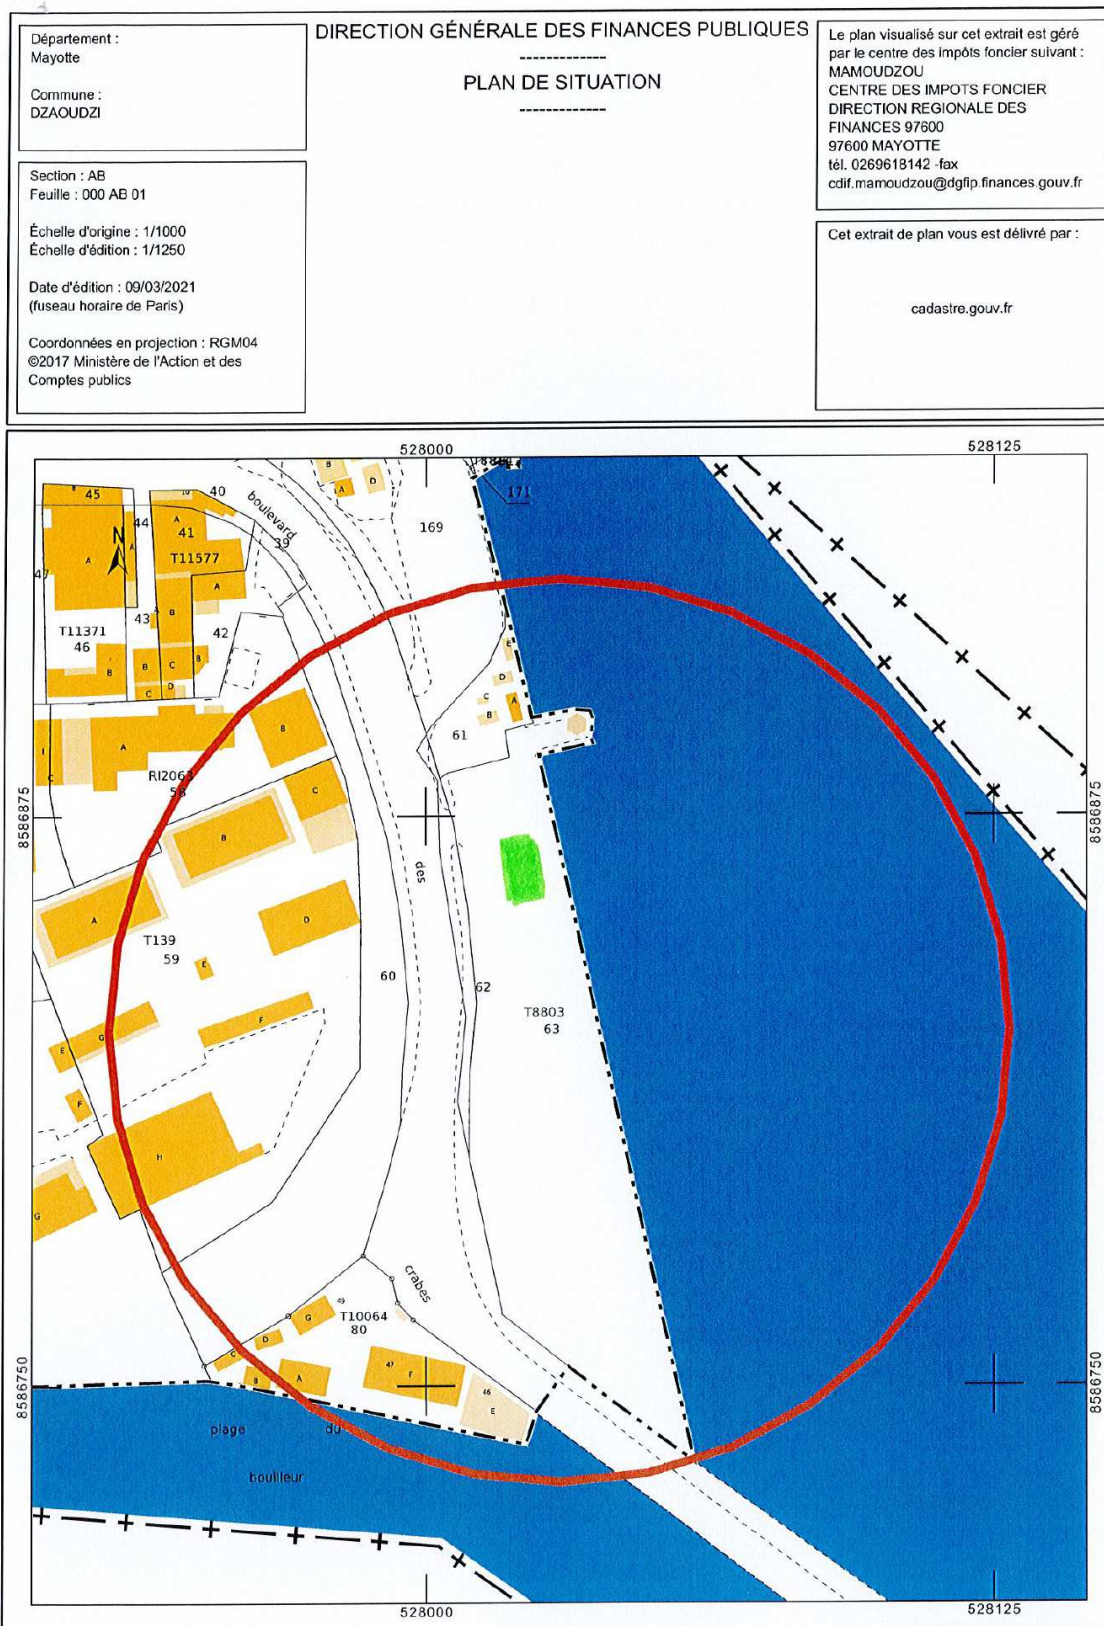 Département :
Mayotte
Commune :
DZAOUDZI
Section : AB
Feuille : 000 AB 01
Échelle d'origine : 1/1000
Échelle d'édition : 1/1250
Date d'édition : 09/03/2021
(fuseau horaire de Paris)
Coordonnées en projection : RGM04
©2017 Ministère de l'Action et des
Comptes publics
DIRECTION GÉNÉRALE DES FINANCES PUBLIQUES
-------------
PLAN DE SITUATION
-------------
Le plan visualisé sur cet extrait est géré
par le centre des impôts foncier suivant :
MAMOUDZOU
CENTRE DES IMPOTS FONCIER
DIRECTION REGIONALE DES
FINANCES 97600
97600 MAYOTTE
tél. 0269618142 -fax
cdif.mamoudzou@dgfip.finances.gouv.fr
Cet extrait de plan vous est délivré par :
cadastre.gouv.fr
528000
528125
B
D
A
171
45
10
40
boulevard
39
169
44
A
41
N
T11577
A
A
47
A
43
A
B
42
T11371
46
E
B
B
C
B
D
C
D
C
A
B
61
I
A
B
C
RI2063
58
C
8586875
8586875
B
des
A
D
T139
59
E
60
62
T8803
63
F
G
E
F
H
G
crabes
49
T10064
80
G
D
C
B
A
47
F
46
E
8586750
8586750
plage du
bouilleur
528000
528125